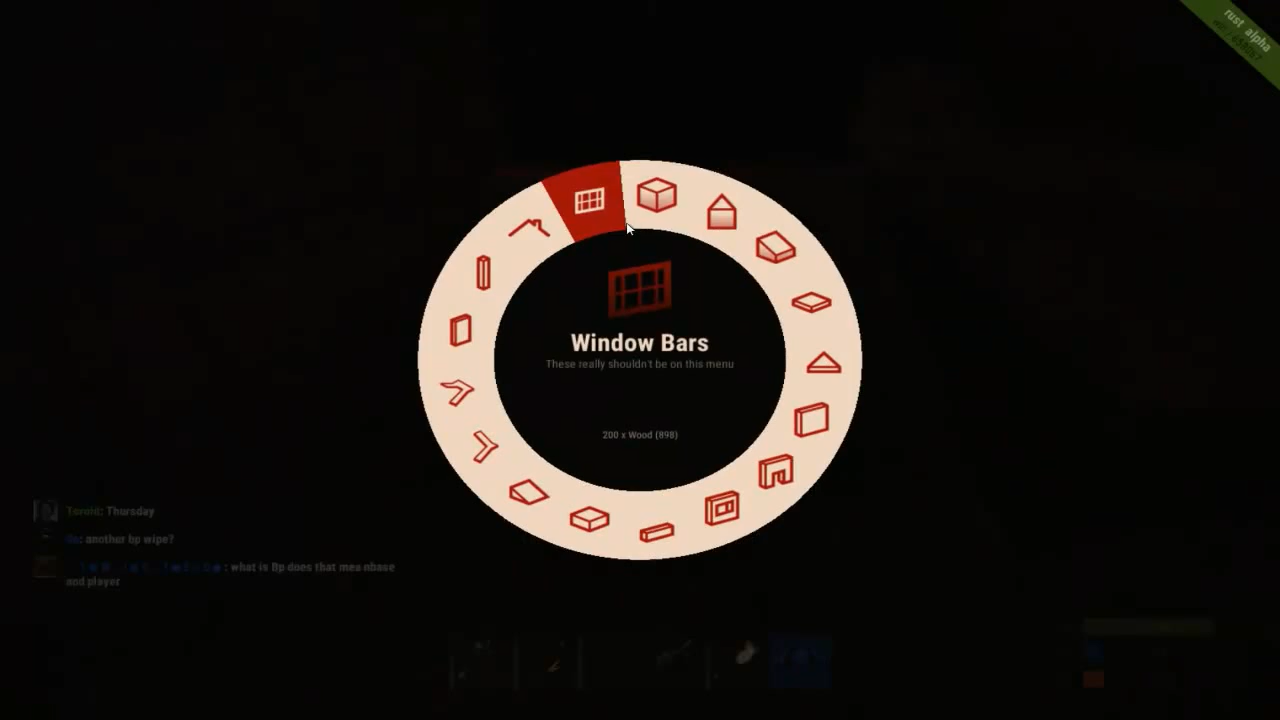 rust alpha
Window Bars
These really shouldn't be on this menu
200 x Wood (898)
Toroid: Thursday
: another bp wipe?
: what is Bp does that mea nbase
and player